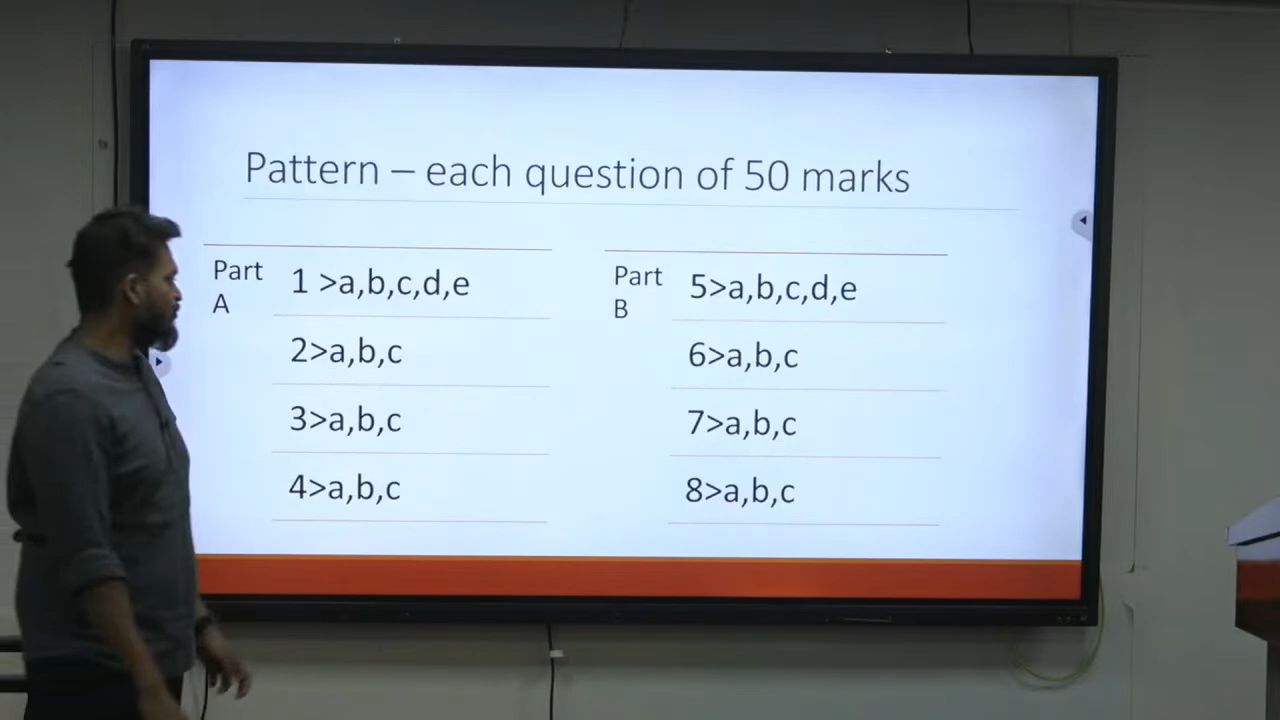 Pattern – each question of 50 marks
Part A
1 >a,b,c,d,e
2>a,b,c
3>a,b,c
4>a,b,c
Part B
5>a,b,c,d,e
6>a,b,c
7>a,b,c
8>a,b,c